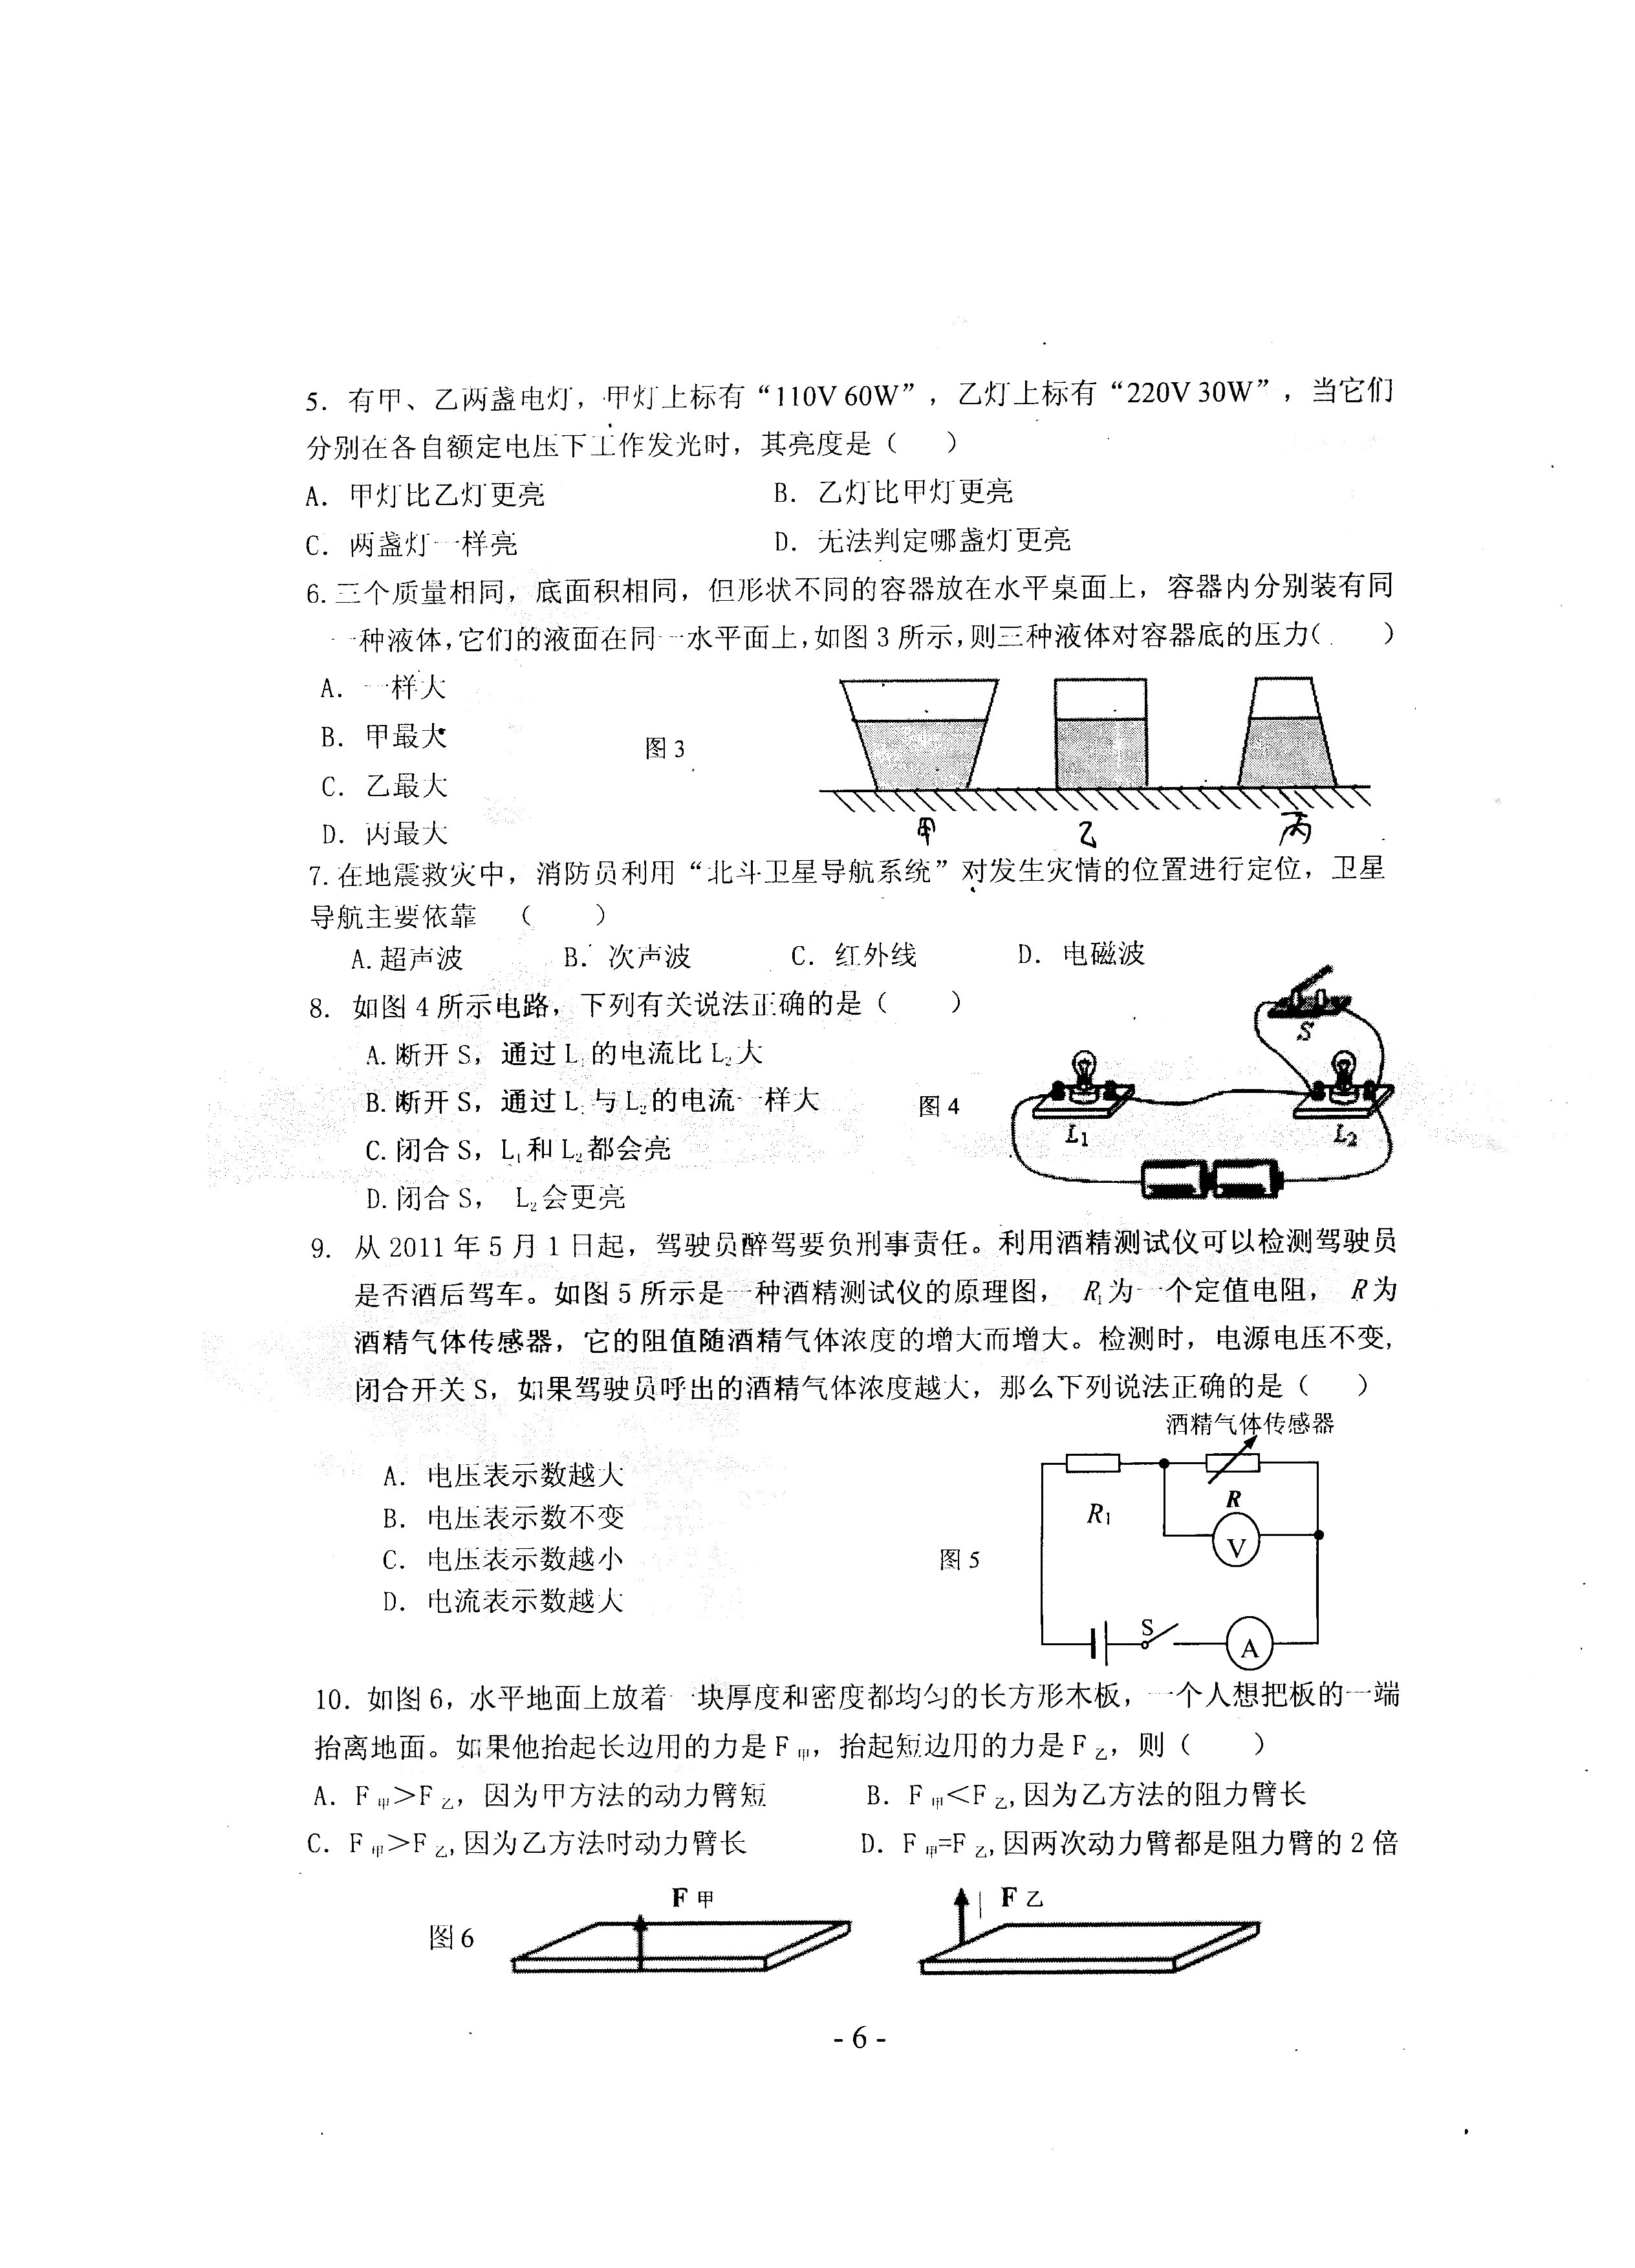 5. 有甲、乙两盏电灯，甲灯上标有“110V 60W”，乙灯上标有“220V 30W”，当它们
分别在各自额定电压下工作发光时，其亮度是（　　）
A. 甲灯比乙灯更亮　　B. 乙灯比甲灯更亮
C. 两盏灯一样亮　　D. 无法判定哪盏灯更亮
6.三个质量相同，底面积相同，但形状不同的容器放在水平桌面上，容器内分别装有同
一种液体，它们的液面在同一水平面上，如图 3 所示，则三种液体对容器底的压力（　　）
A. 一样大
B. 甲最大
C. 乙最大
D. 丙最大
图 3
甲　乙　丙
7.在地震救灾中，消防员利用“北斗卫星导航系统”对发生灾情的位置进行定位，卫星
导航主要依靠　（　　）
A.超声波　　B. 次声波　　C. 红外线　　D. 电磁波
8. 如图 4 所示电路，下列有关说法正确的是（　　）
A.断开 S，通过 L₁的电流比 L₂大
B.断开 S，通过 L₁与 L₂的电流一样大
C.闭合 S，L₁和 L₂都会亮
D.闭合 S， L₂会更亮
图 4
S
L₁　L₂
9. 从 2011 年 5 月 1 日起，驾驶员醉驾要负刑事责任。利用酒精测试仪可以检测驾驶员
是否酒后驾车。如图 5 所示是一种酒精测试仪的原理图， R₁为一个定值电阻， R为
酒精气体传感器，它的阻值随酒精气体浓度的增大而增大。检测时，电源电压不变，
闭合开关 S，如果驾驶员呼出的酒精气体浓度越大，那么下列说法正确的是（　　）
A. 电压表示数越大
B. 电压表示数不变
C. 电压表示数越小
D. 电流表示数越大
图 5
酒精气体传感器
R₁　R
V
S　A
10. 如图 6，水平地面上放着一块厚度和密度都均匀的长方形木板，一个人想把板的一端
抬离地面。如果他抬起长边用的力是 F甲，抬起短边用的力是 F乙，则（　　）
A. F甲＞F乙，因为甲方法的动力臂短　　B. F甲＜F乙,因为乙方法的阻力臂长
C. F甲＞F乙,因为乙方法时动力臂长　　D. F甲=F乙,因两次动力臂都是阻力臂的 2 倍
图 6
F甲　F乙
- 6 -